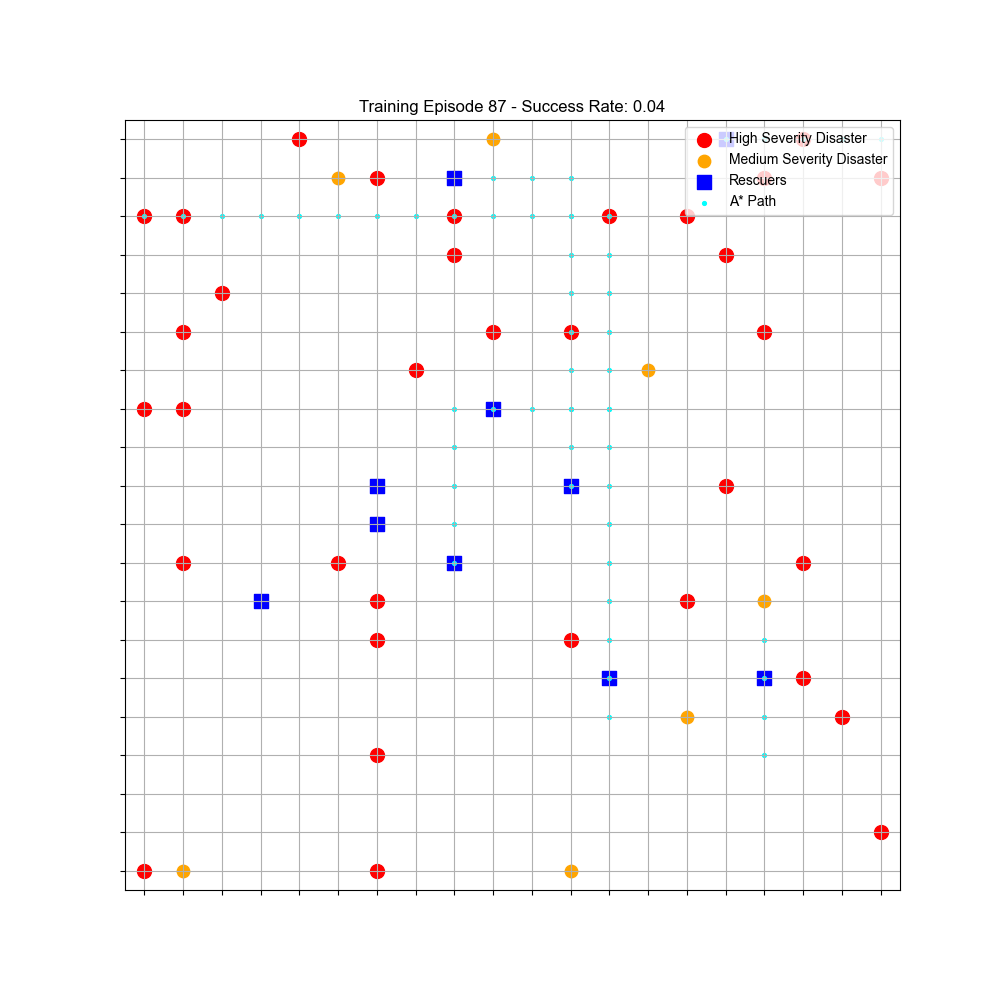 Training Episode 87 - Success Rate: 0.04
High Severity Disaster
Medium Severity Disaster
Rescuers
A* Path